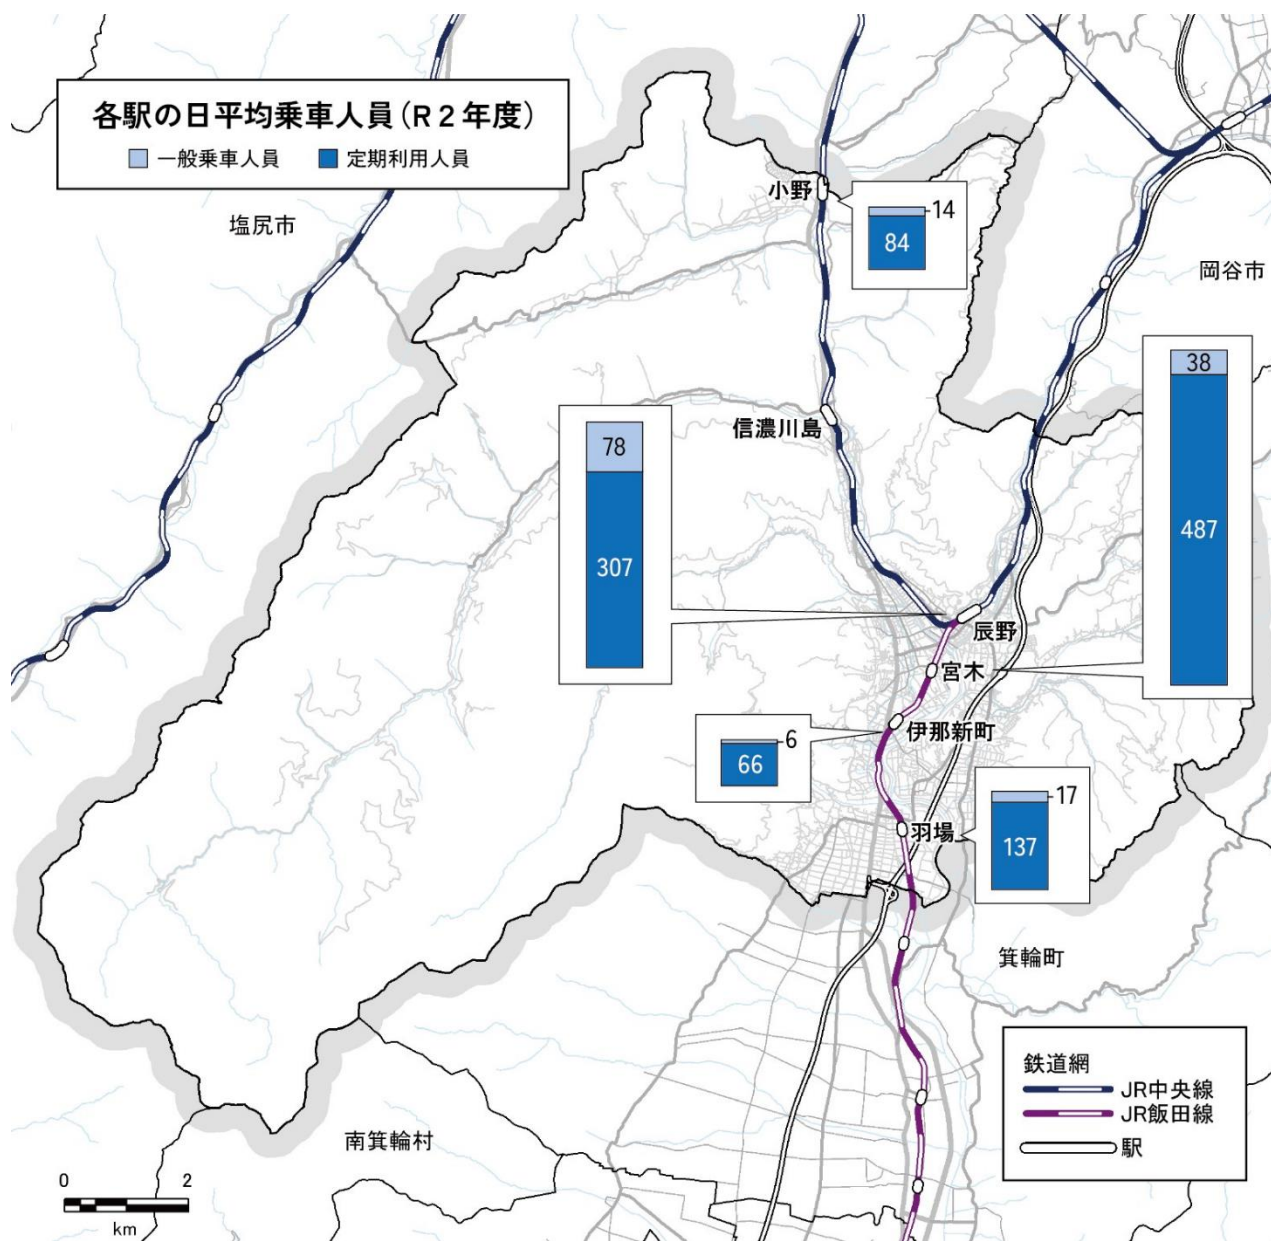 各駅の日平均乗車人員(R2年度)
一般乗車人員 定期利用人員
塩尻市
小野
14
84
岡谷市
38
487
信濃川島
78
307
辰野
宮木
伊那新町
6
66
羽場
17
137
箕輪町
南箕輪村
鉄道網
JR中央線
JR飯田線
駅
0 2
km